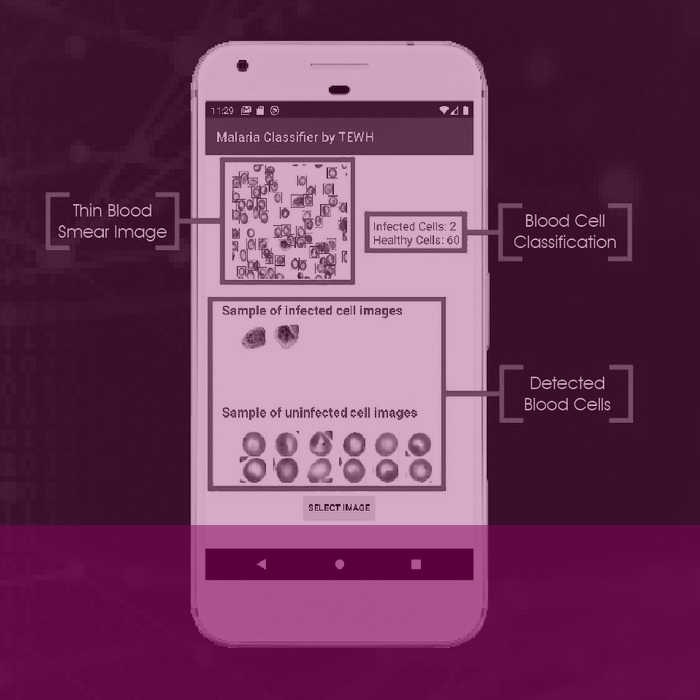 11:29
Malaria Classifier by TEWH
Thin Blood
Smear Image
Infected Cells: 2
Healthy Cells: 60
Blood Cell
Classification
Sample of infected cell images
Detected
Blood Cells
Sample of uninfected cell images
SELECT IMAGE